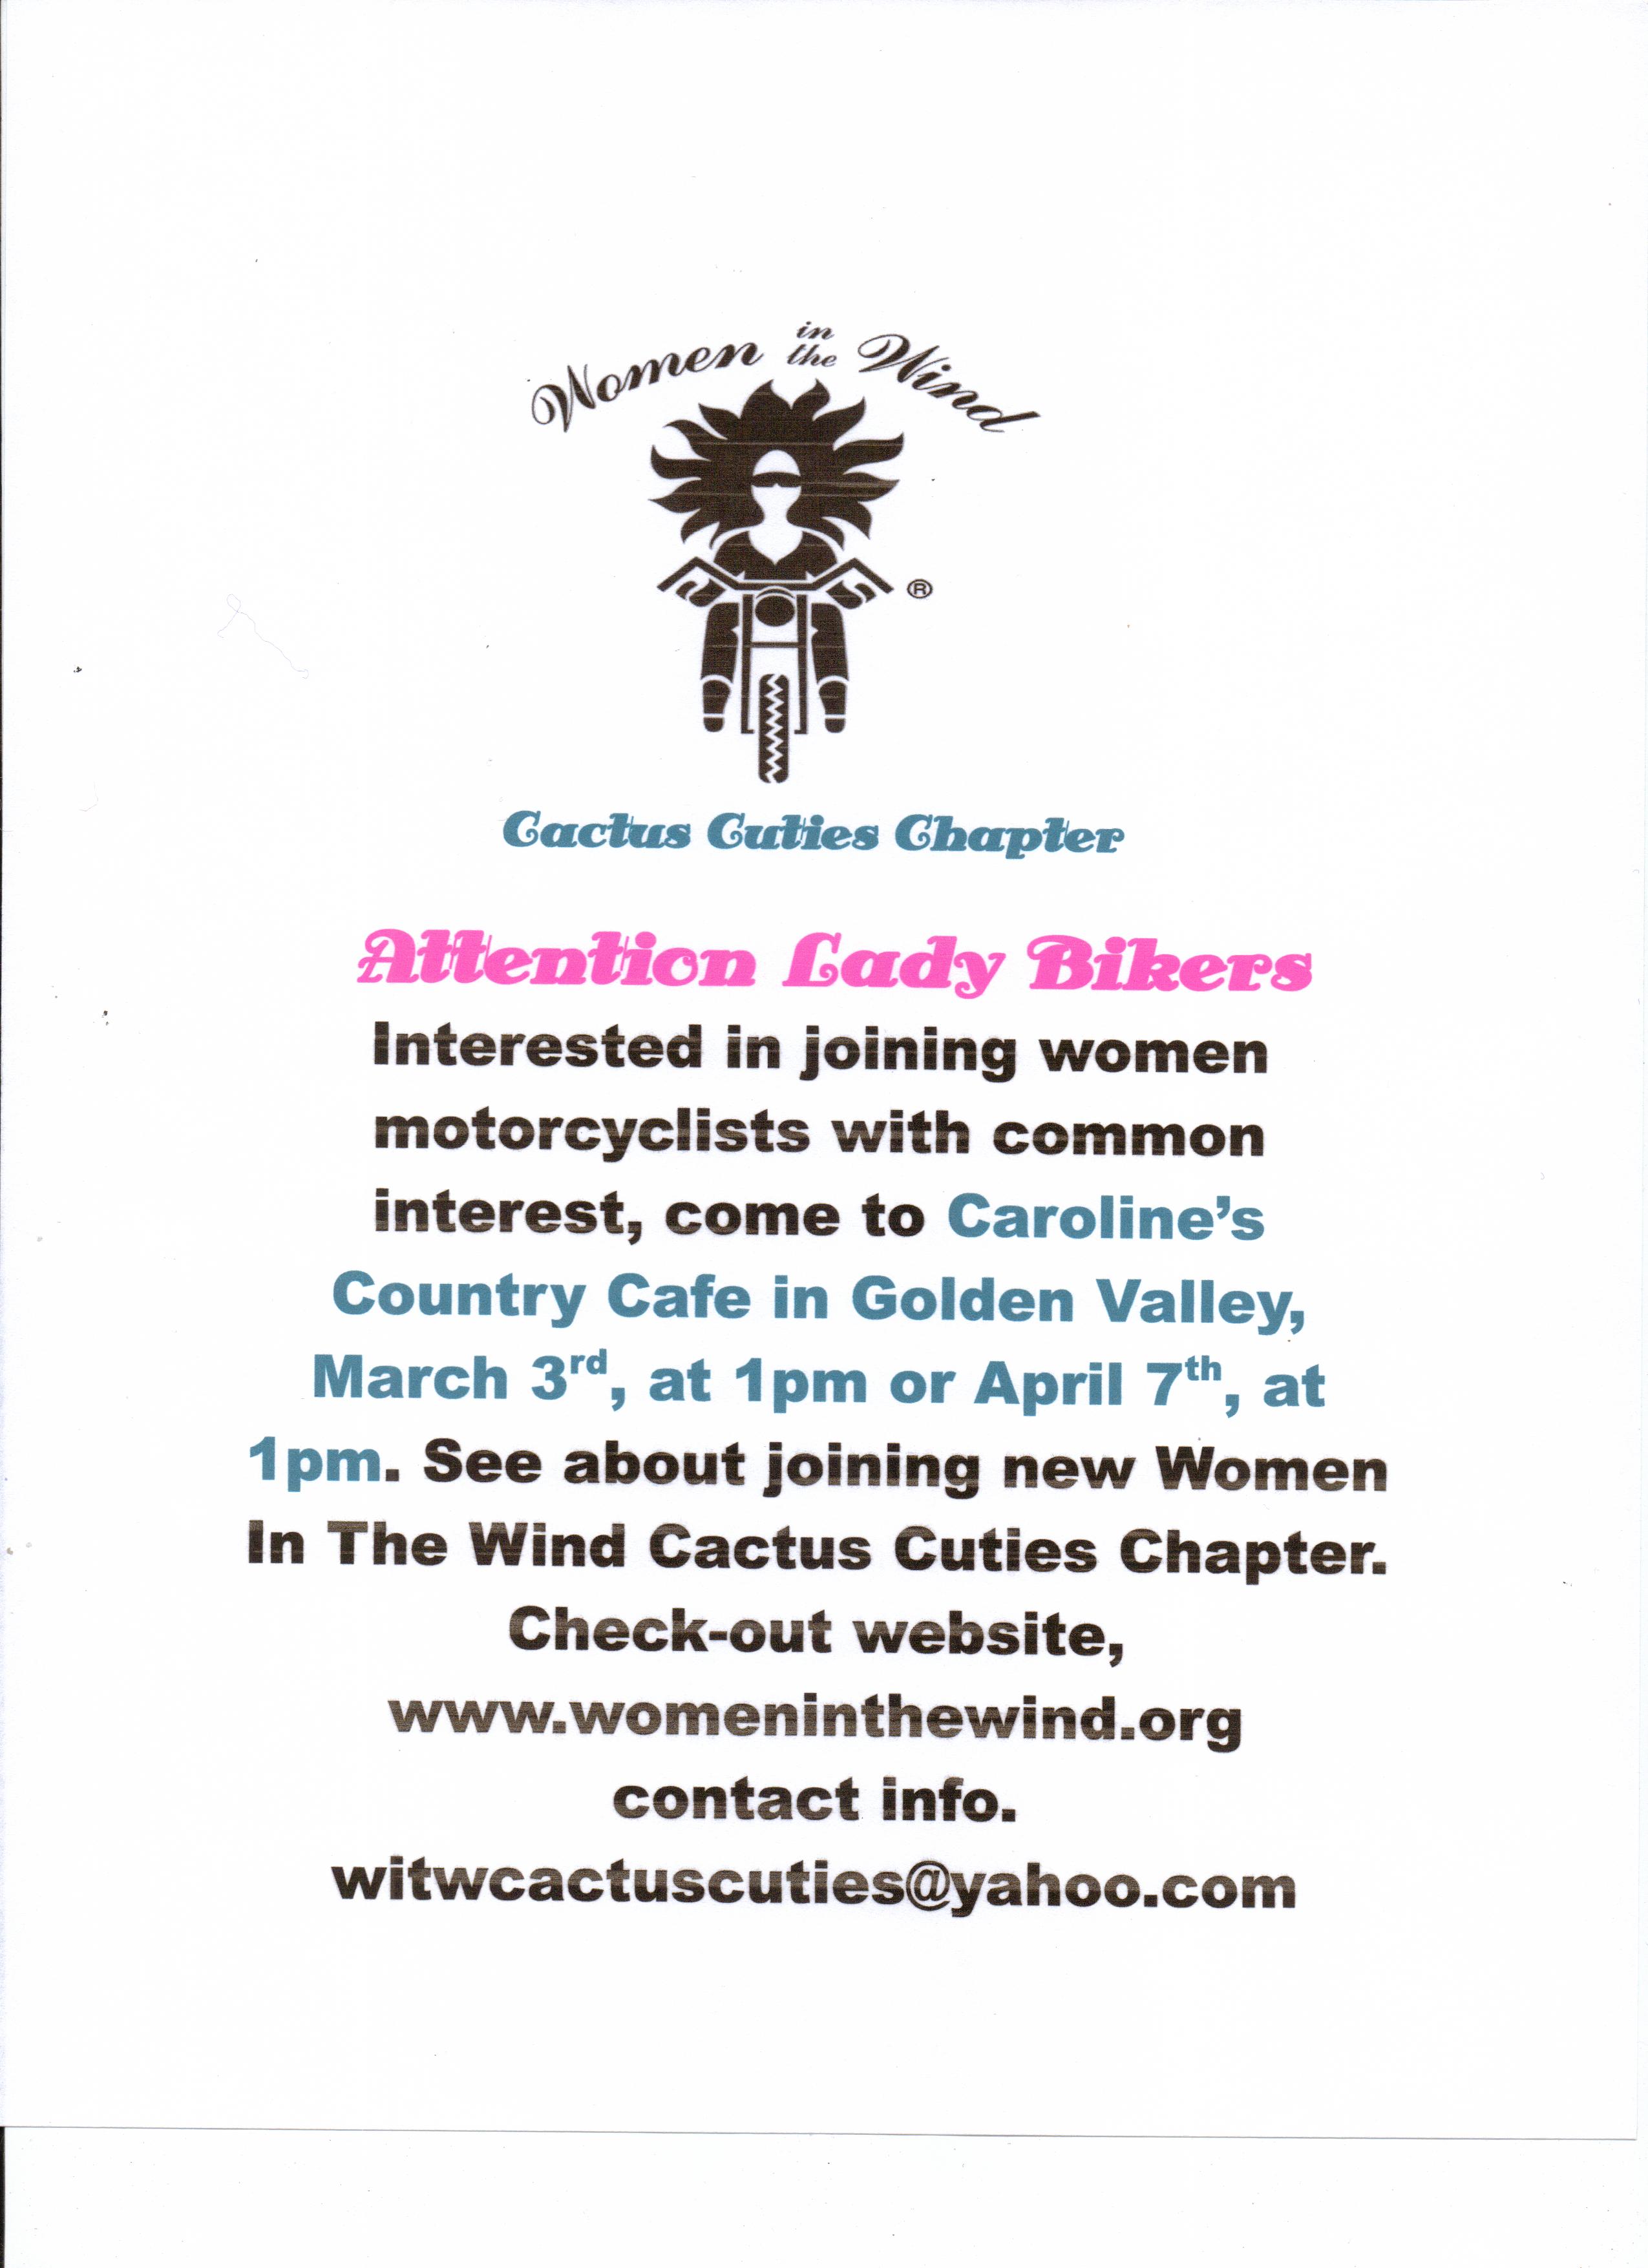 Women in the Wind
®
Cactus Cuties Chapter
Attention Lady Bikers
Interested in joining women
motorcyclists with common
interest, come to Caroline’s
Country Cafe in Golden Valley,
March 3rd, at 1pm or April 7th, at
1pm. See about joining new Women
In The Wind Cactus Cuties Chapter.
Check-out website,
www.womeninthewind.org
contact info.
witwcactuscuties@yahoo.com